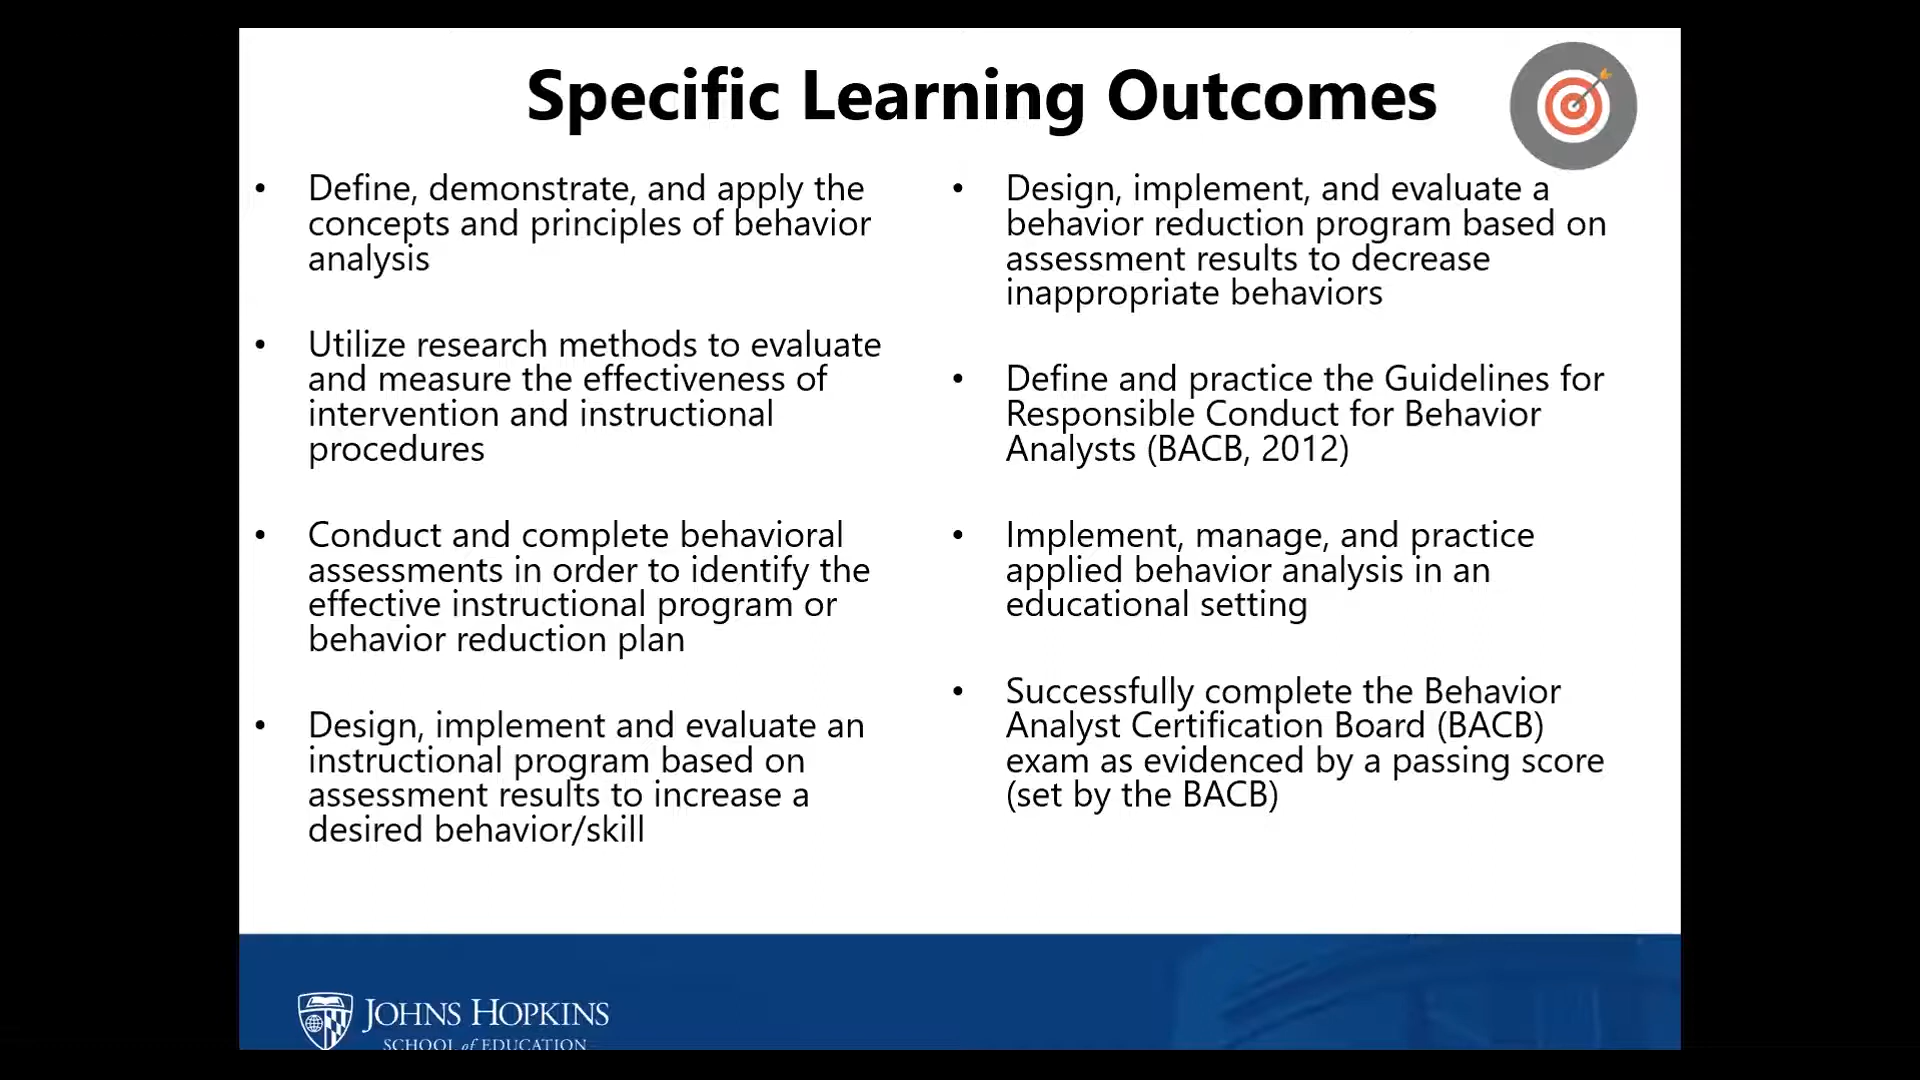 Specific Learning Outcomes
• Define, demonstrate, and apply the
concepts and principles of behavior
analysis
• Utilize research methods to evaluate
and measure the effectiveness of
intervention and instructional
procedures
• Conduct and complete behavioral
assessments in order to identify the
effective instructional program or
behavior reduction plan
• Design, implement and evaluate an
instructional program based on
assessment results to increase a
desired behavior/skill
• Design, implement, and evaluate a
behavior reduction program based on
assessment results to decrease
inappropriate behaviors
• Define and practice the Guidelines for
Responsible Conduct for Behavior
Analysts (BACB, 2012)
• Implement, manage, and practice
applied behavior analysis in an
educational setting
• Successfully complete the Behavior
Analyst Certification Board (BACB)
exam as evidenced by a passing score
(set by the BACB)
JOHNS HOPKINS
SCHOOL of EDUCATION